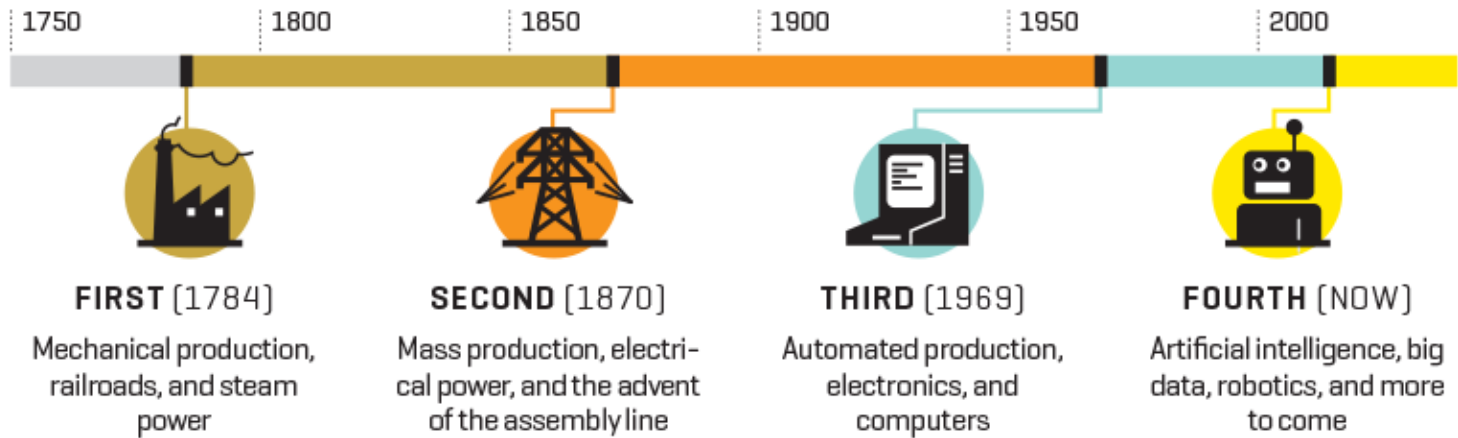 1750 1800 1850 1900 1950 2000
FIRST (1784)
Mechanical production,
railroads, and steam
power
SECOND (1870)
Mass production, electri-
cal power, and the advent
of the assembly line
THIRD (1969)
Automated production,
electronics, and
computers
FOURTH (NOW)
Artificial intelligence, big
data, robotics, and more
to come